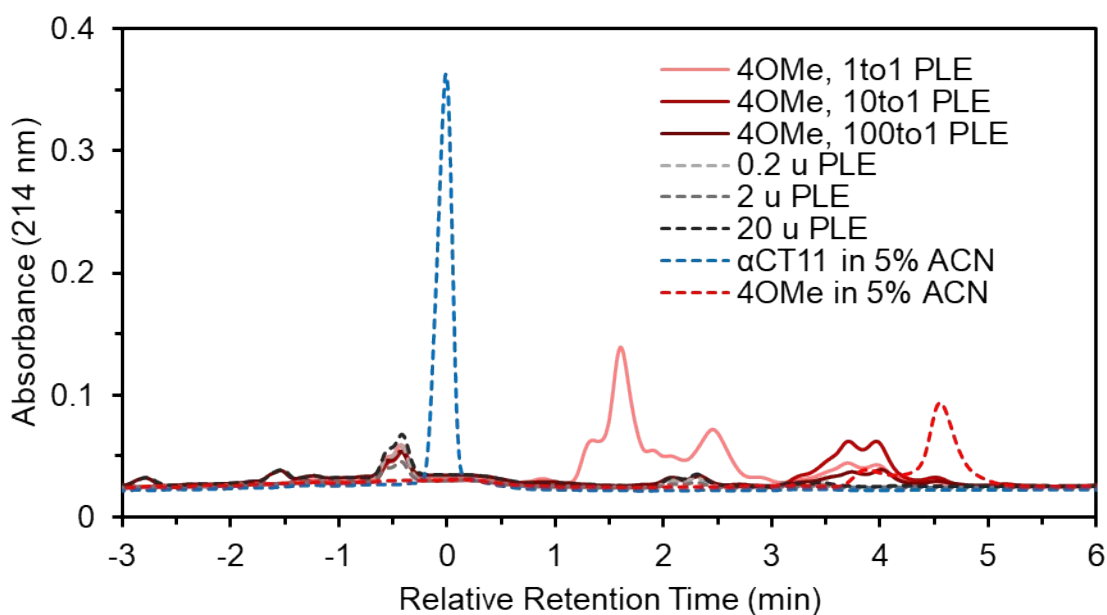 0.4
0.3
0.2
0.1
0
Absorbance (214 nm)
4OMe, 1to1 PLE
4OMe, 10to1 PLE
4OMe, 100to1 PLE
0.2 u PLE
2 u PLE
20 u PLE
αCT11 in 5% ACN
4OMe in 5% ACN
-3 -2 -1 0 1 2 3 4 5 6
Relative Retention Time (min)